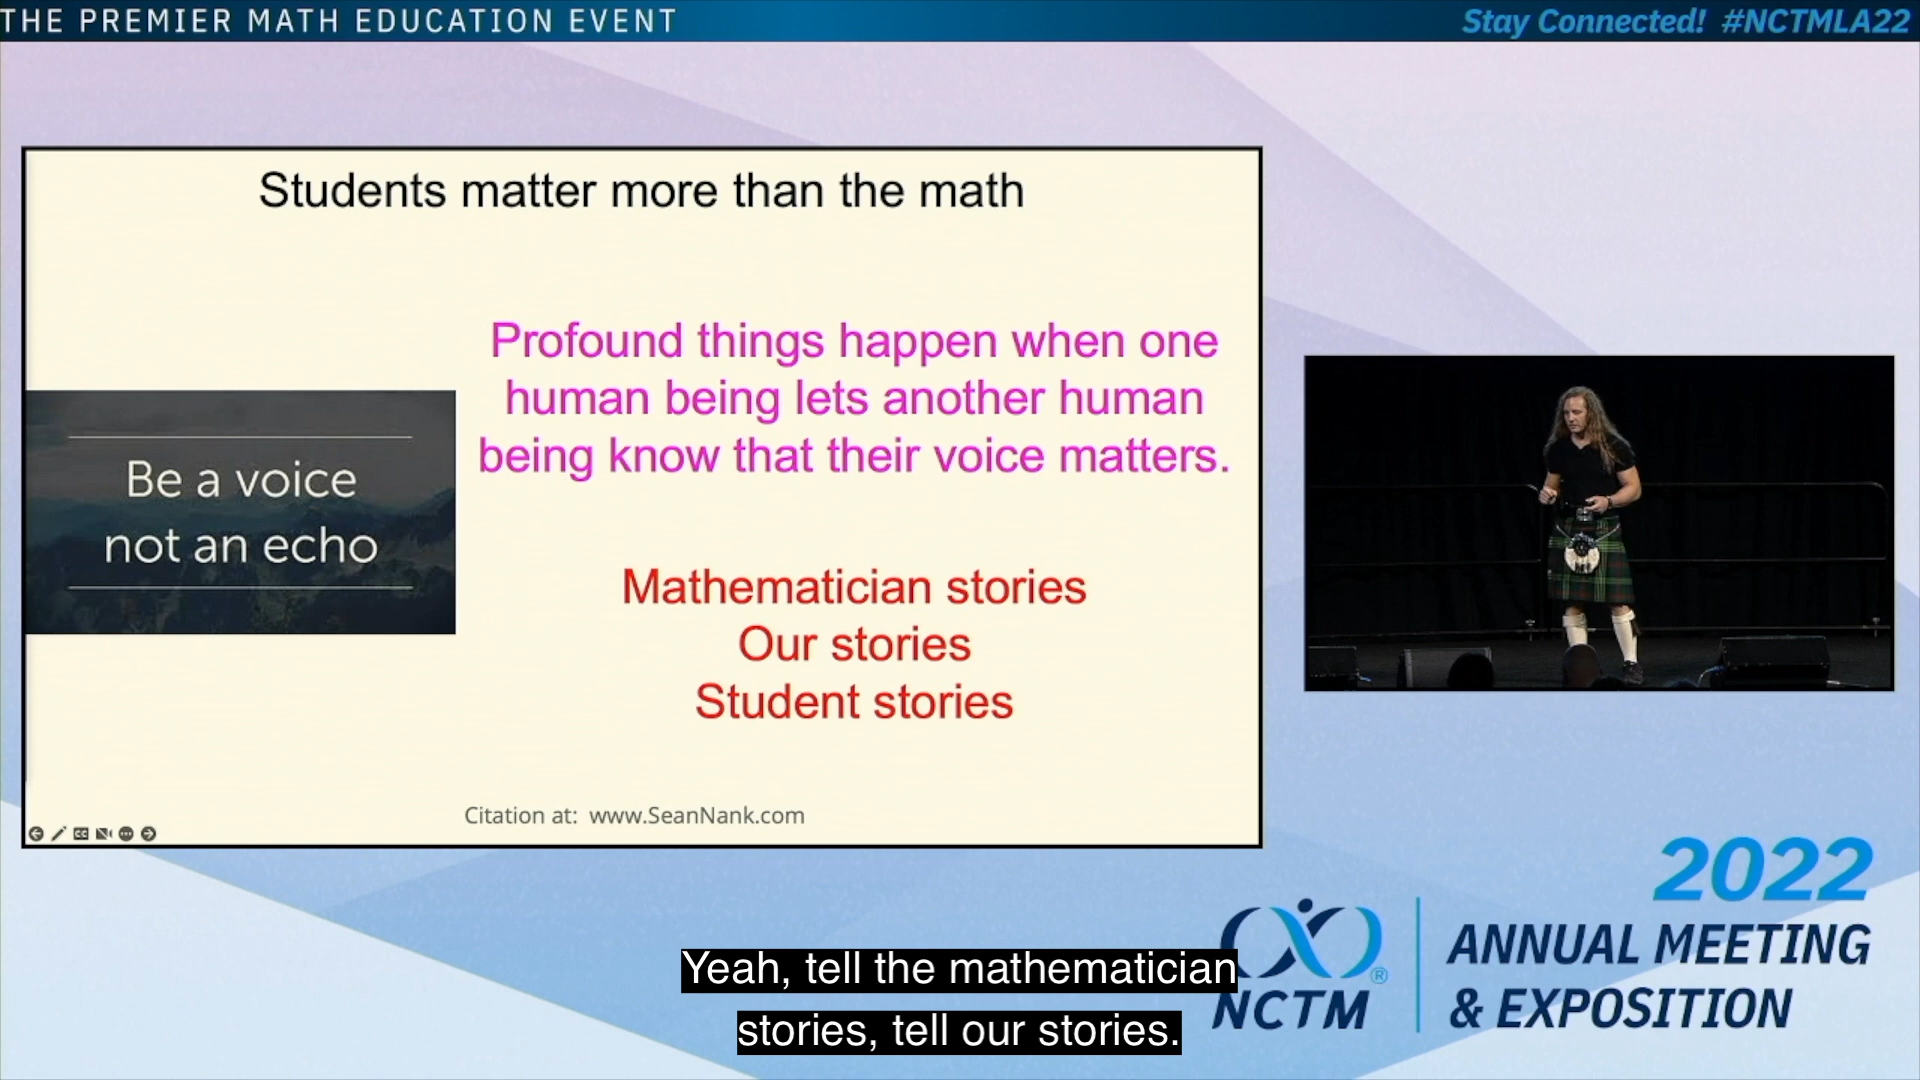 THE PREMIER MATH EDUCATION EVENT
Stay Connected! #NCTMLA22
Students matter more than the math
Profound things happen when one
human being lets another human
being know that their voice matters.
Be a voice
not an echo
Mathematician stories
Our stories
Student stories
Citation at: www.SeanNank.com
2022
ANNUAL MEETING
& EXPOSITION
NCTM
®
Yeah, tell the mathematician
stories, tell our stories.